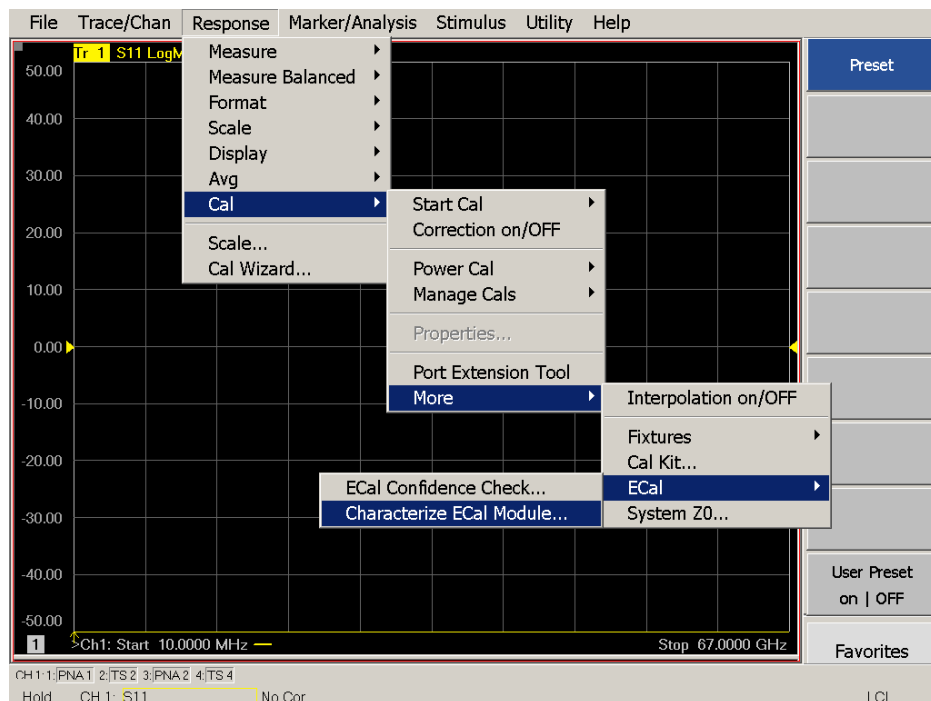 File Trace/Chan Response Marker/Analysis Stimulus Utility Help
Tr 1 S11 LogM
50.00
40.00
30.00
20.00
10.00
0.00
-10.00
-20.00
-30.00
-40.00
-50.00
Measure
Measure Balanced
Format
Scale
Display
Avg
Cal
Scale...
Cal Wizard...
Start Cal
Correction on/OFF
Power Cal
Manage Cals
Properties...
Port Extension Tool
More
Interpolation on/OFF
Fixtures
Cal Kit...
ECal
System Z0...
ECal Confidence Check...
Characterize ECal Module...
Preset
User Preset
on | OFF
Favorites
1 >Ch1: Start 10.0000 MHz Stop 67.0000 GHz
CH 1: 1:PNA 1 2:TS 2 3:PNA 2 4:TS 4
Hold CH 1: S11 No Cor LCL